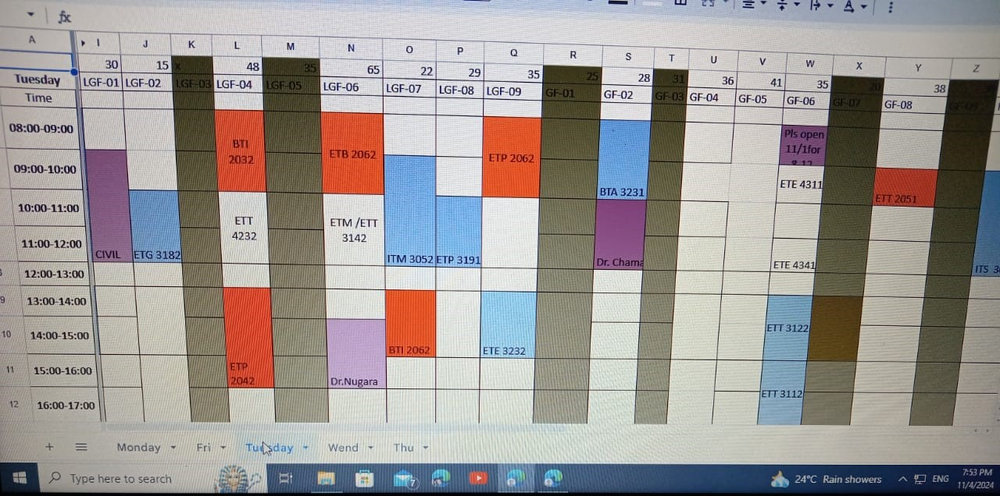 fx
A I J K L M N O P Q R S T U V W X Y Z
30 15 x 48 35 65 22 29 35 25 28 31 36 41 35 20 38
Tuesday LGF-01 LGF-02 LGF-03 LGF-04 LGF-05 LGF-06 LGF-07 LGF-08 LGF-09 GF-01 GF-02 GF-03 GF-04 GF-05 GF-06 GF-07 GF-08
Time
08:00-09:00
Pls open
11/1for
BTI
2032
ETB 2062
ETP 2062
09:00-10:00
BTA 3231
ETE 4311
ETT 2051
10:00-11:00
ETT
4232
ETM /ETT
3142
11:00-12:00
CIVIL
ETG 3182
ITM 3052
ETP 3191
Dr. Chama
ETE 4341
ITS
12:00-13:00
9 13:00-14:00
ETT 3122
10 14:00-15:00
BTI 2062
ETE 3232
11 15:00-16:00
ETP
2042
Dr.Nugara
12 16:00-17:00
ETT 3112
Monday Fri Tuesday Wend Thu
Type here to search
7
24°C Rain showers
ENG
7:53 PM
11/4/2024